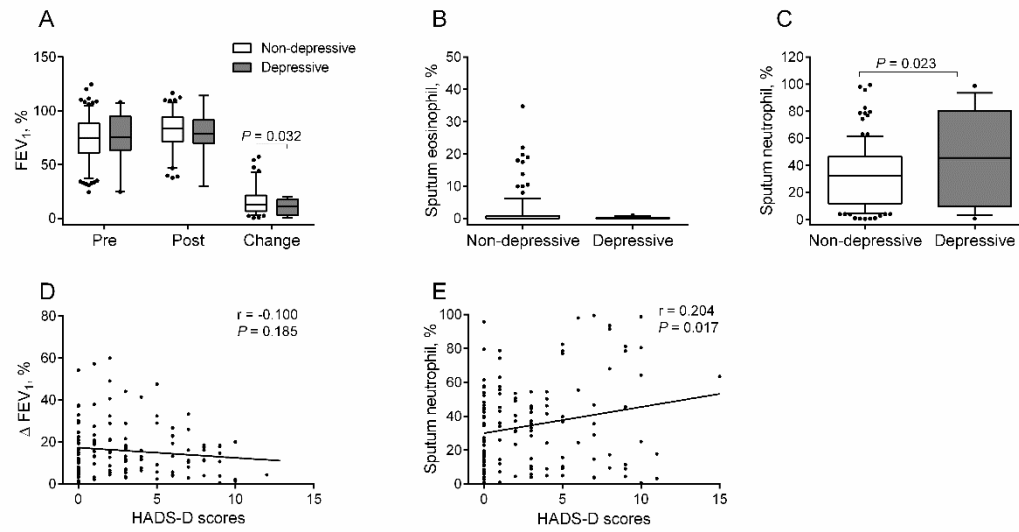 A
FEV1, %
150
100
50
0
Non-depressive
Depressive
P = 0.032
Pre
Post
Change
B
Sputum eosinophil, %
50
40
30
20
10
0
Non-depressive
Depressive
C
Sputum neutrophil, %
120
100
80
60
40
20
0
P = 0.023
Non-depressive
Depressive
D
Δ FEV1, %
80
60
40
20
0
r = -0.100
P = 0.185
0
5
10
15
HADS-D scores
E
Sputum neutrophil, %
100
80
60
40
20
0
r = 0.204
P = 0.017
0
5
10
15
HADS-D scores